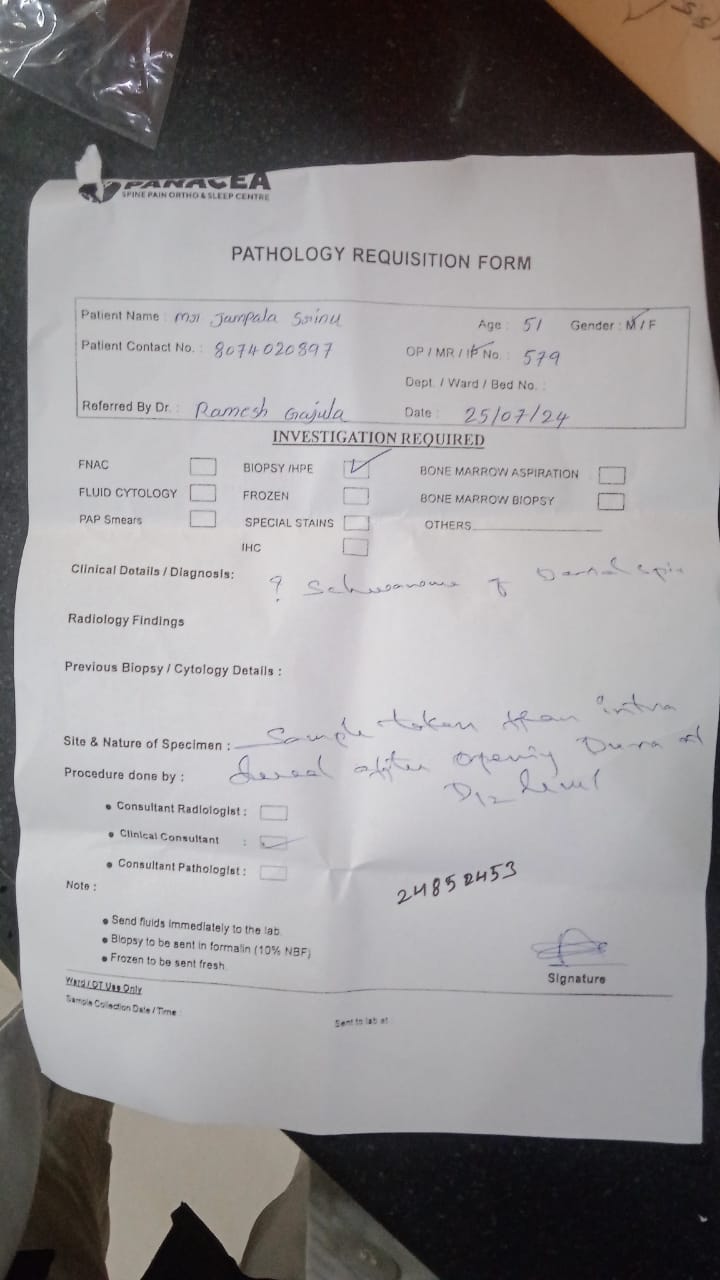 PANACEA
SPINE PAIN ORTHO & SLEEP CENTRE
PATHOLOGY REQUISITION FORM
Patient Name : Mr Jampala Srinu Age : 51 Gender : M / F
Patient Contact No. : 8074020897 OP / MR / IP No. : 579
Dept. / Ward / Bed No. :
Referred By Dr. : Ramesh Gajula Date : 25/07/24
INVESTIGATION REQUIRED
FNAC BIOPSY /HPE BONE MARROW ASPIRATION
FLUID CYTOLOGY FROZEN BONE MARROW BIOPSY
PAP Smears SPECIAL STAINS OTHERS
IHC
Clinical Details / Diagnosis: ? Schwanoma of Dorsal spin
Radiology Findings
Previous Biopsy / Cytology Details :
Site & Nature of Specimen : Sample taken intra
Procedure done by : after opening Dura at
D12 level
• Consultant Radiologist :
• Clinical Consultant :
• Consultant Pathologist :
24852453
Note :
• Send fluids immediately to the lab.
• Biopsy to be sent in formalin (10% NBF)
• Frozen to be sent fresh.
Signature
Ward / OT Use Only
Sample Collection Date / Time :
Sent to lab at